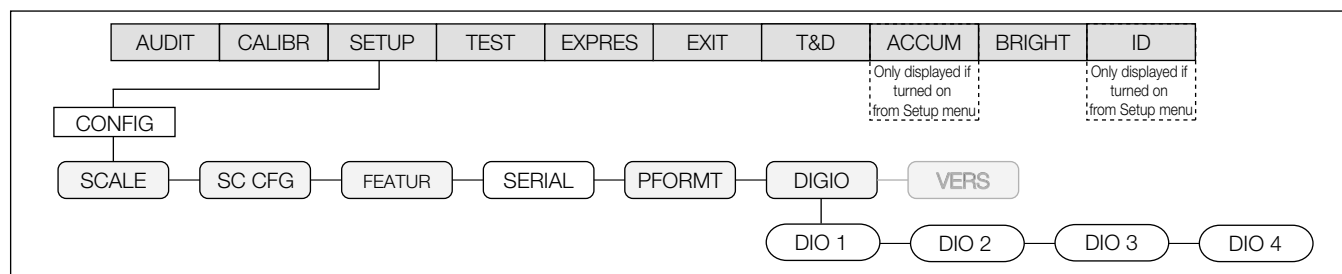 AUDIT CALIBR SETUP TEST EXPRES EXIT T&D ACCUM BRIGHT ID
Only displayed if
turned on
from Setup menu
Only displayed if
turned on
from Setup menu
CONFIG
SCALE SC CFG FEATUR SERIAL PFORMT DIGIO VERS
DIO 1 DIO 2 DIO 3 DIO 4